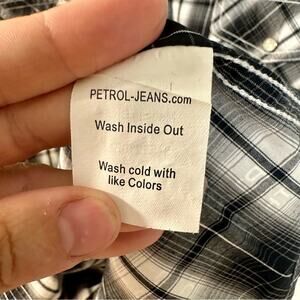 PETROL-JEANS.com
Wash Inside Out
Wash cold with
like Colors